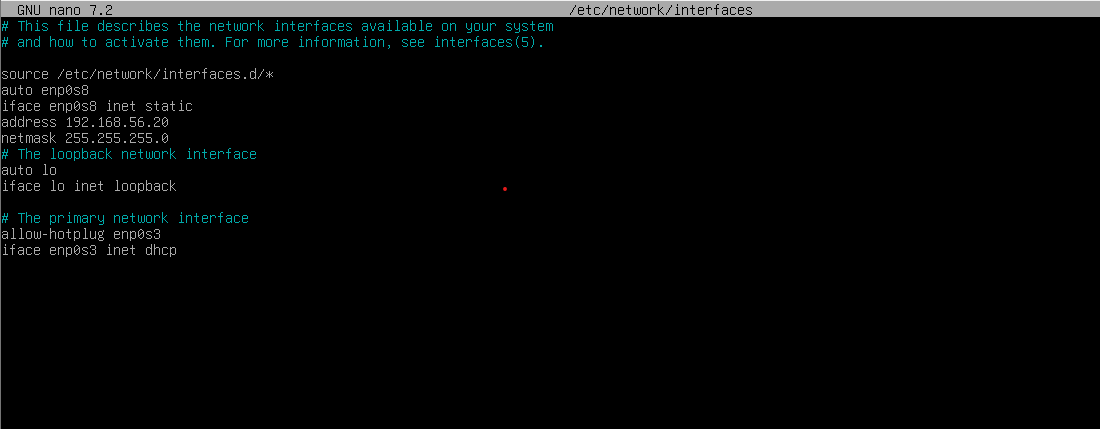 GNU nano 7.2 /etc/network/interfaces
# This file describes the network interfaces available on your system
# and how to activate them. For more information, see interfaces(5).
source /etc/network/interfaces.d/*
auto enp0s8
iface enp0s8 inet static
address 192.168.56.20
netmask 255.255.255.0
# The loopback network interface
auto lo
iface lo inet loopback
# The primary network interface
allow-hotplug enp0s3
iface enp0s3 inet dhcp